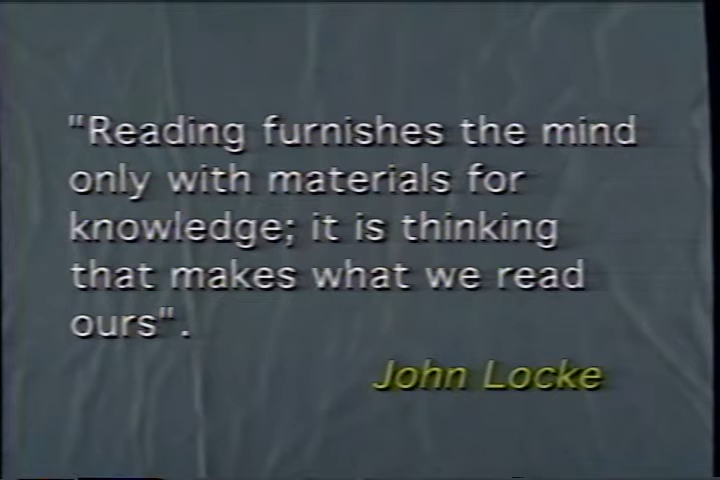 "Reading furnishes the mind
only with materials for
knowledge; it is thinking
that makes what we read
ours".
John Locke